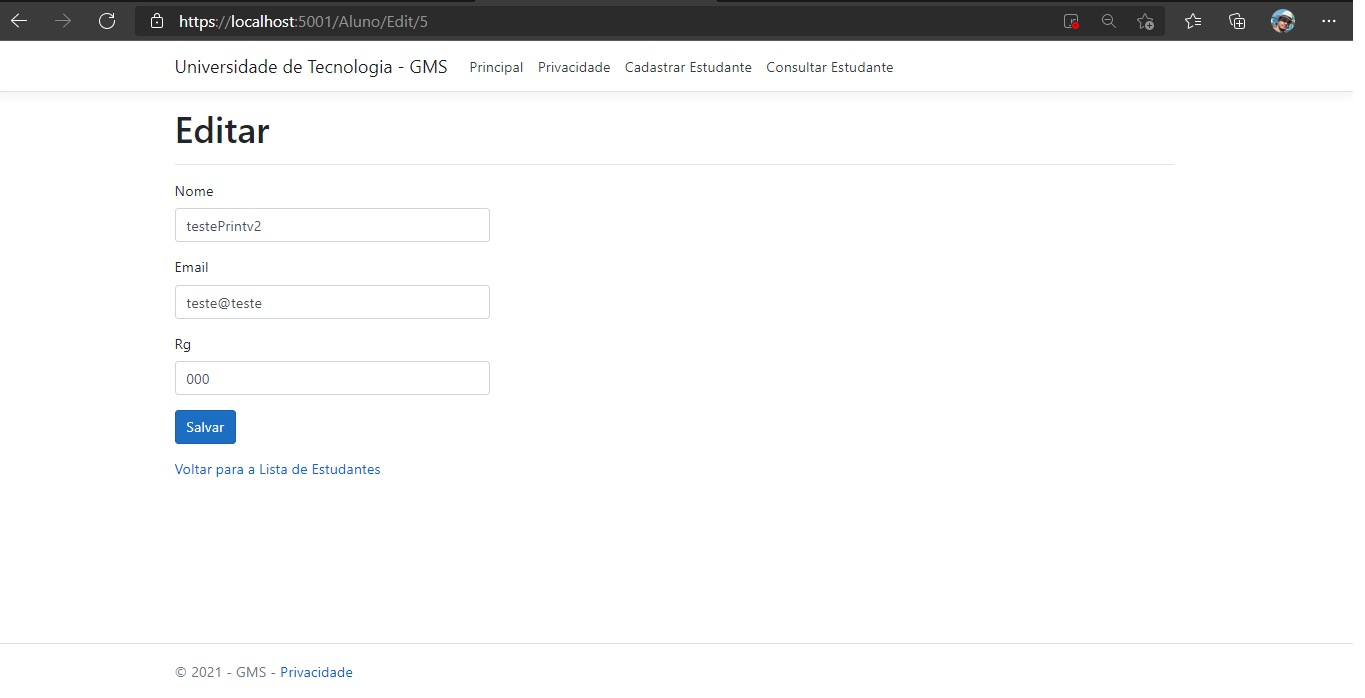 https://localhost:5001/Aluno/Edit/5
Universidade de Tecnologia - GMS Principal Privacidade Cadastrar Estudante Consultar Estudante
Editar
Nome
testePrintv2
Email
teste@teste
Rg
000
Salvar
Voltar para a Lista de Estudantes
© 2021 - GMS - Privacidade